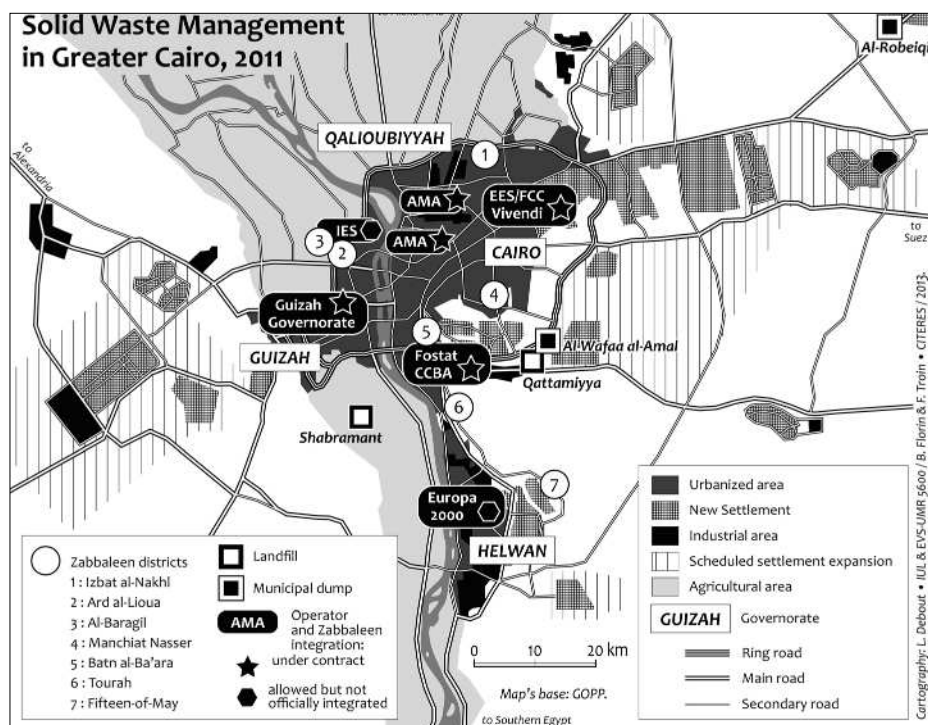 Solid Waste Management
in Greater Cairo, 2011
Al-Robeiqi
QALIOUBIYYAH
1
to
Alexandria
AMA
EES/FCC
Vivendi
to
Suez
IES
3
2
AMA
CAIRO
4
Guizah
Governorate
5
Al-Wafaa al-Amal
GUIZAH
Fostat
CCBA
Qattamiyya
6
Shabramant
7
Europa
2000
HELWAN
Zabbaleen districts
1 : Izbat al-Nakhl
2 : Ard al-Lioua
3 : Al-Baragil
4 : Manchiat Nasser
5 : Batn al-Ba'ara
6 : Tourah
7 : Fifteen-of-May
Landfill
Municipal dump
AMA
Operator
and Zabbaleen
integration:
under contract
allowed but not
officially integrated
0
10
20 km
Map's base: GOPP.
to Southern Egypt
Urbanized area
New Settlement
Industrial area
Scheduled settlement expansion
Agricultural area
GUIZAH
Governorate
Ring road
Main road
Secondary road
Cartography: L. Debout • IUL & EVS-UMR 5600 / B. Florin & F. Troin • CITERES / 2013.